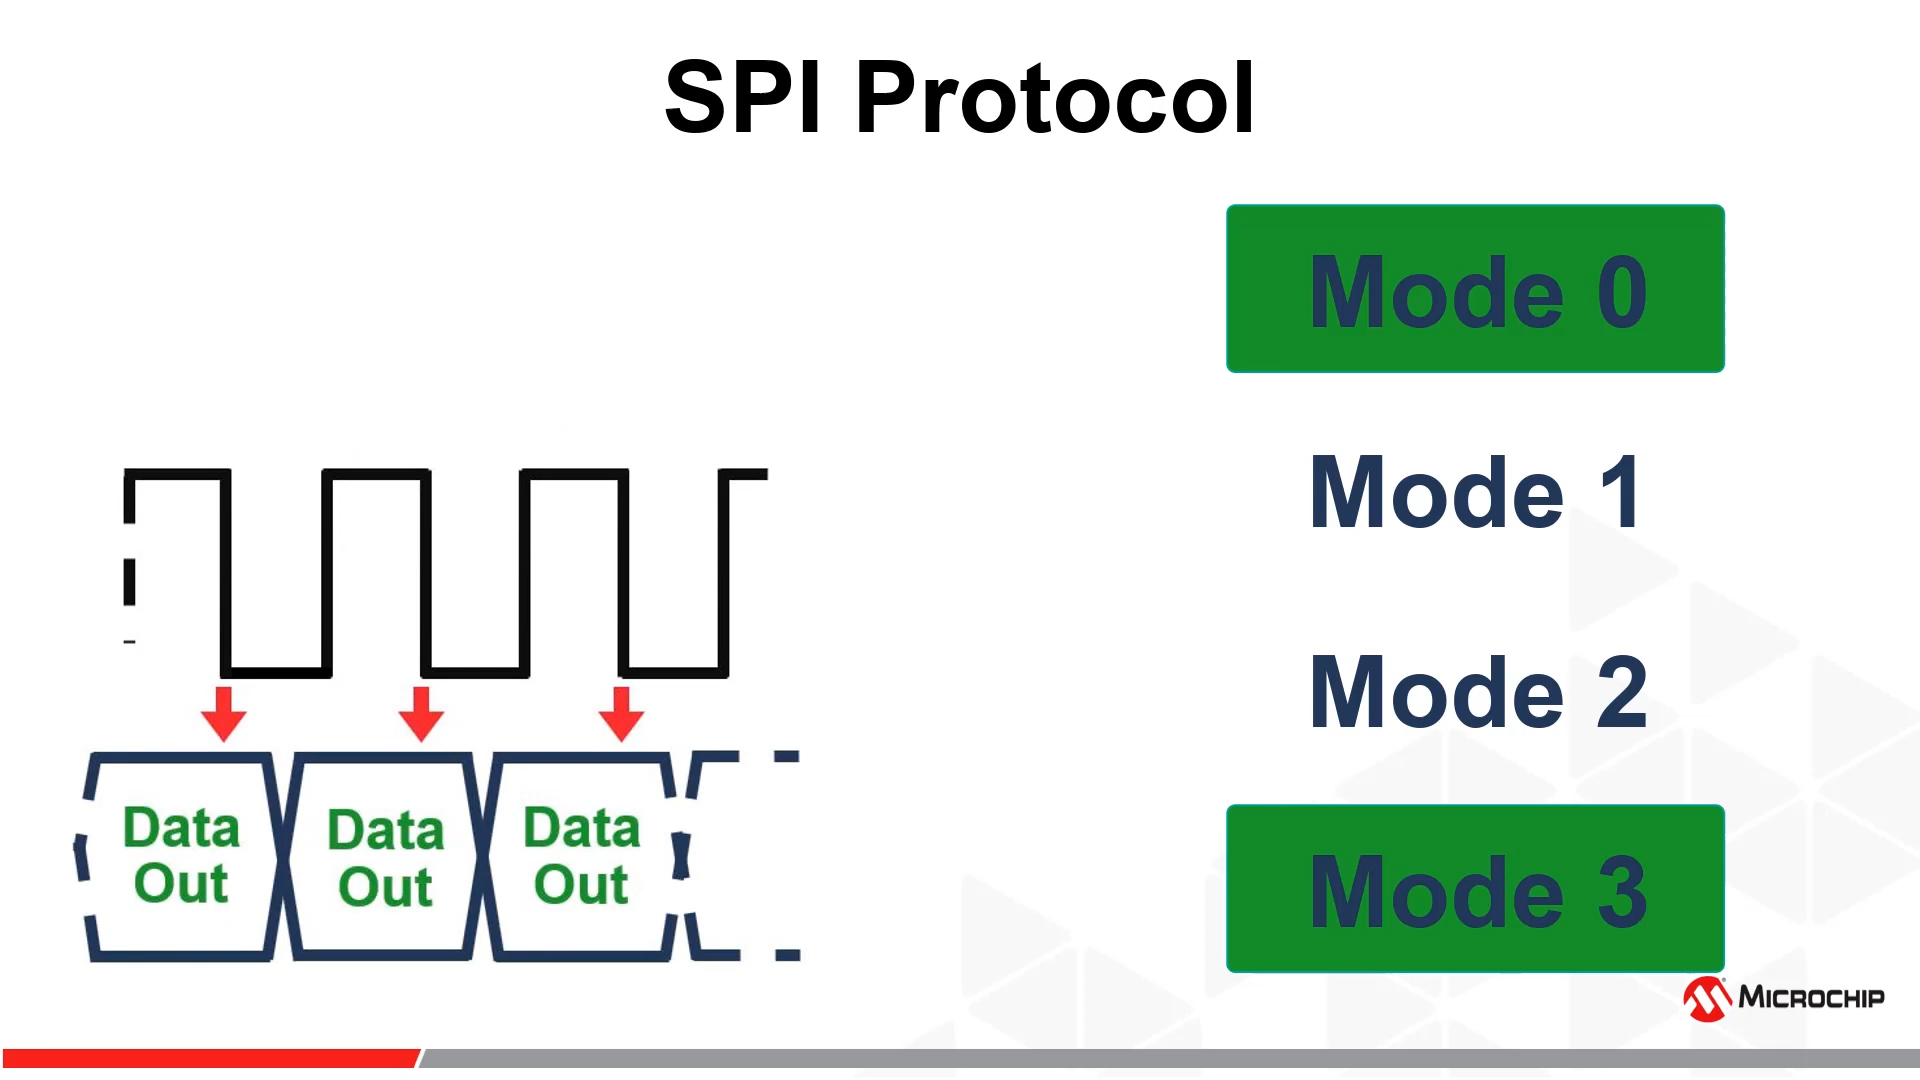 SPI Protocol
Mode 0
Mode 1
Mode 2
Mode 3
Data Data Data
Out Out Out
MICROCHIP